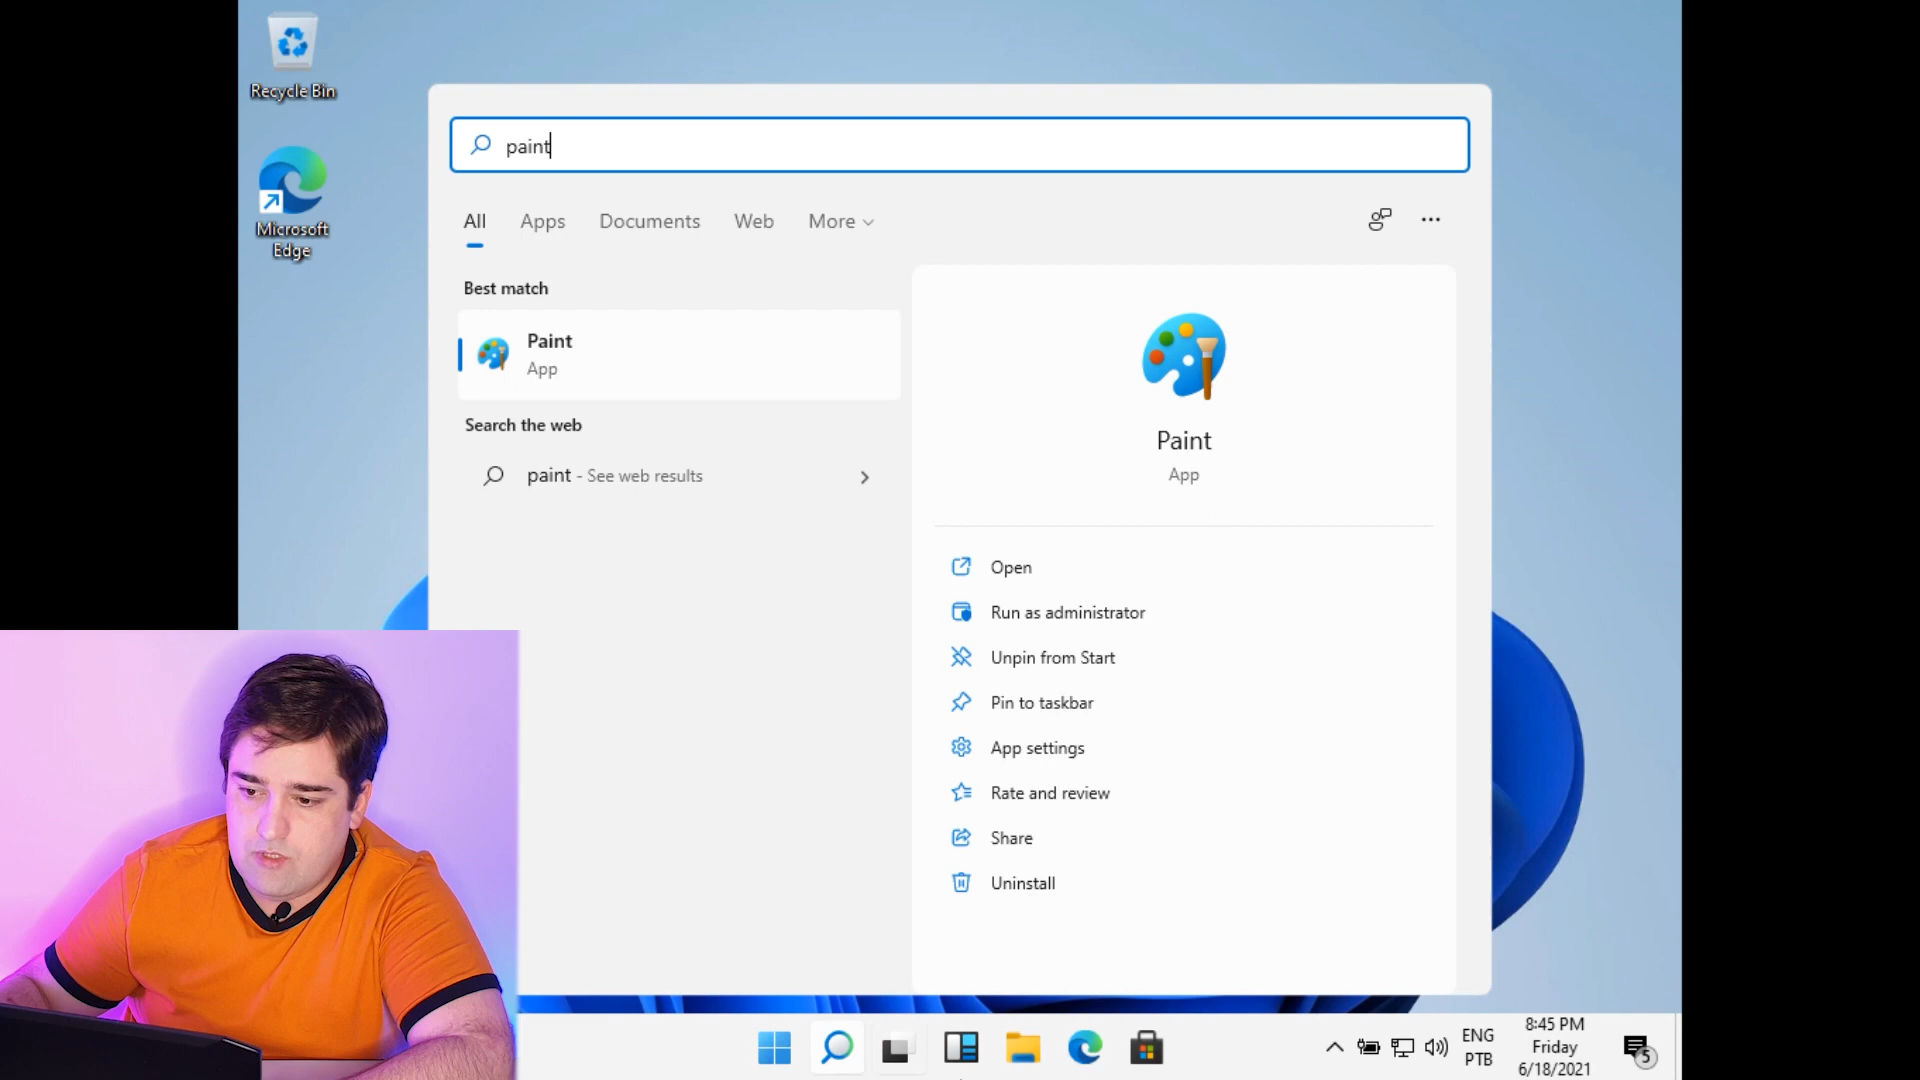 Recycle Bin
Microsoft
Edge
paint
All Apps Documents Web More
Best match
Paint
App
Search the web
paint - See web results
Paint
App
Open
Run as administrator
Unpin from Start
Pin to taskbar
App settings
Rate and review
Share
Uninstall
ENG
PTB
8:45 PM
Friday
6/18/2021
5